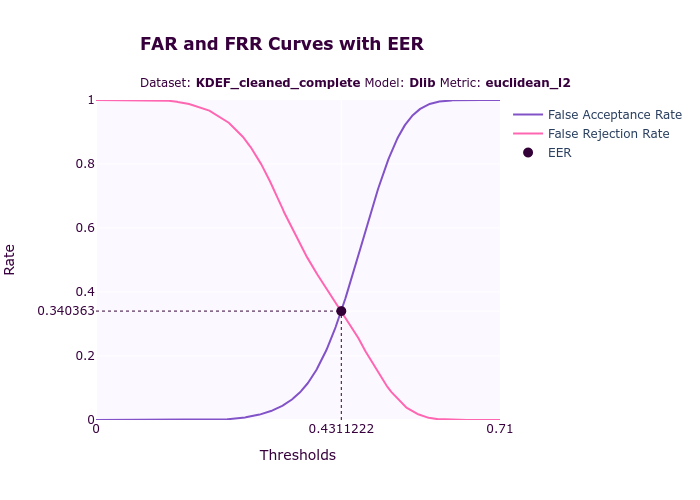 FAR and FRR Curves with EER
Dataset: KDEF_cleaned_complete Model: Dlib Metric: euclidean_l2
1
0.8
0.6
0.4
0.340363
0.2
0
Rate
0
0.4311222
0.71
Thresholds
False Acceptance Rate
False Rejection Rate
EER